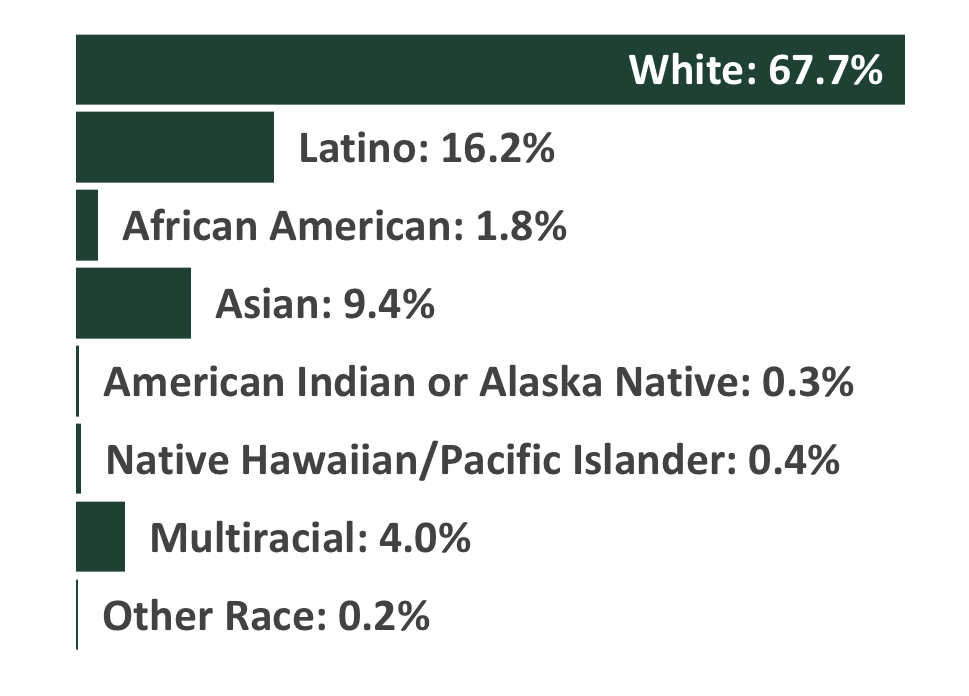 White: 67.7%
Latino: 16.2%
African American: 1.8%
Asian: 9.4%
American Indian or Alaska Native: 0.3%
Native Hawaiian/Pacific Islander: 0.4%
Multiracial: 4.0%
Other Race: 0.2%